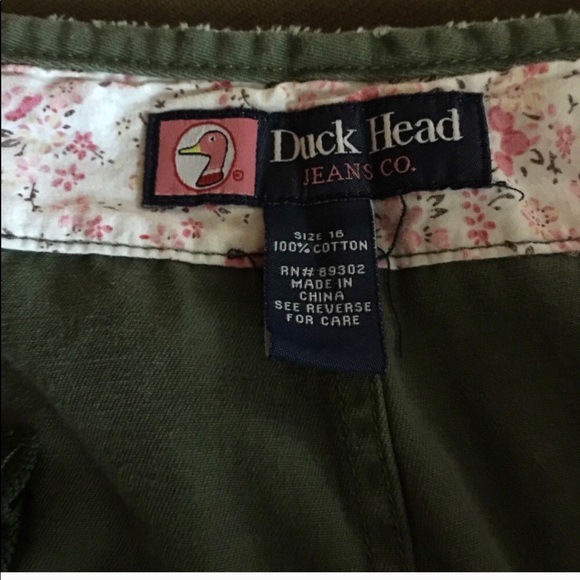 Duck Head
JEANS CO.
SIZE 16
100% COTTON
RN# 89302
MADE IN
CHINA
SEE REVERSE
FOR CARE